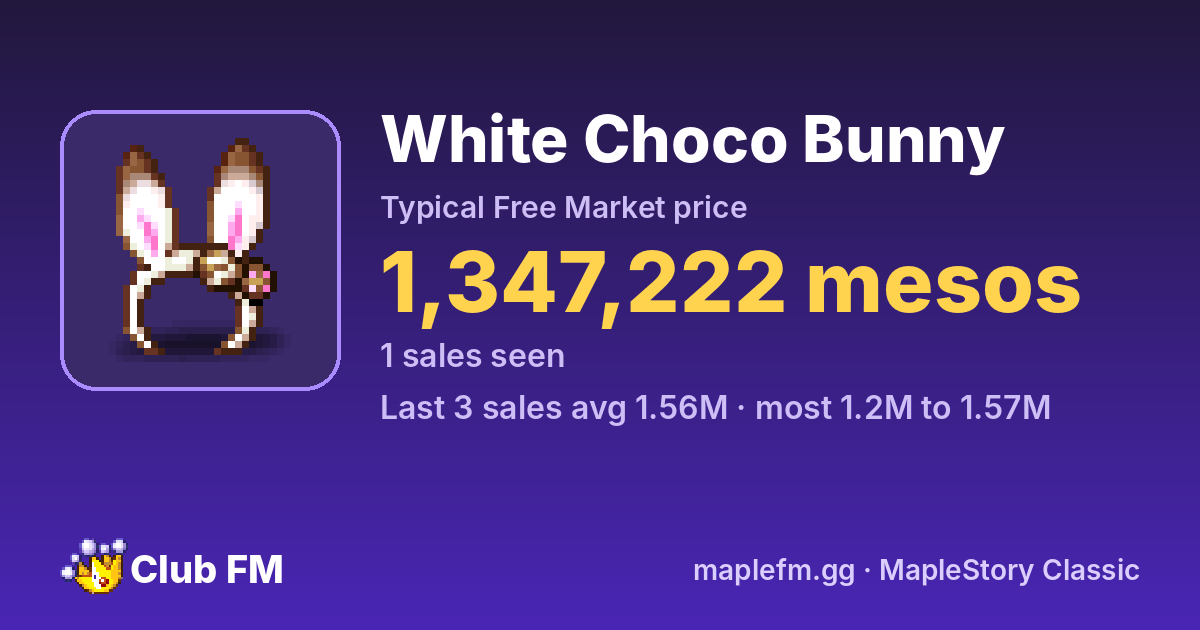 White Choco Bunny
Typical Free Market price
1,347,222 mesos
1 sales seen
Last 3 sales avg 1.56M · most 1.2M to 1.57M
Club FM
maplefm.gg · MapleStory Classic